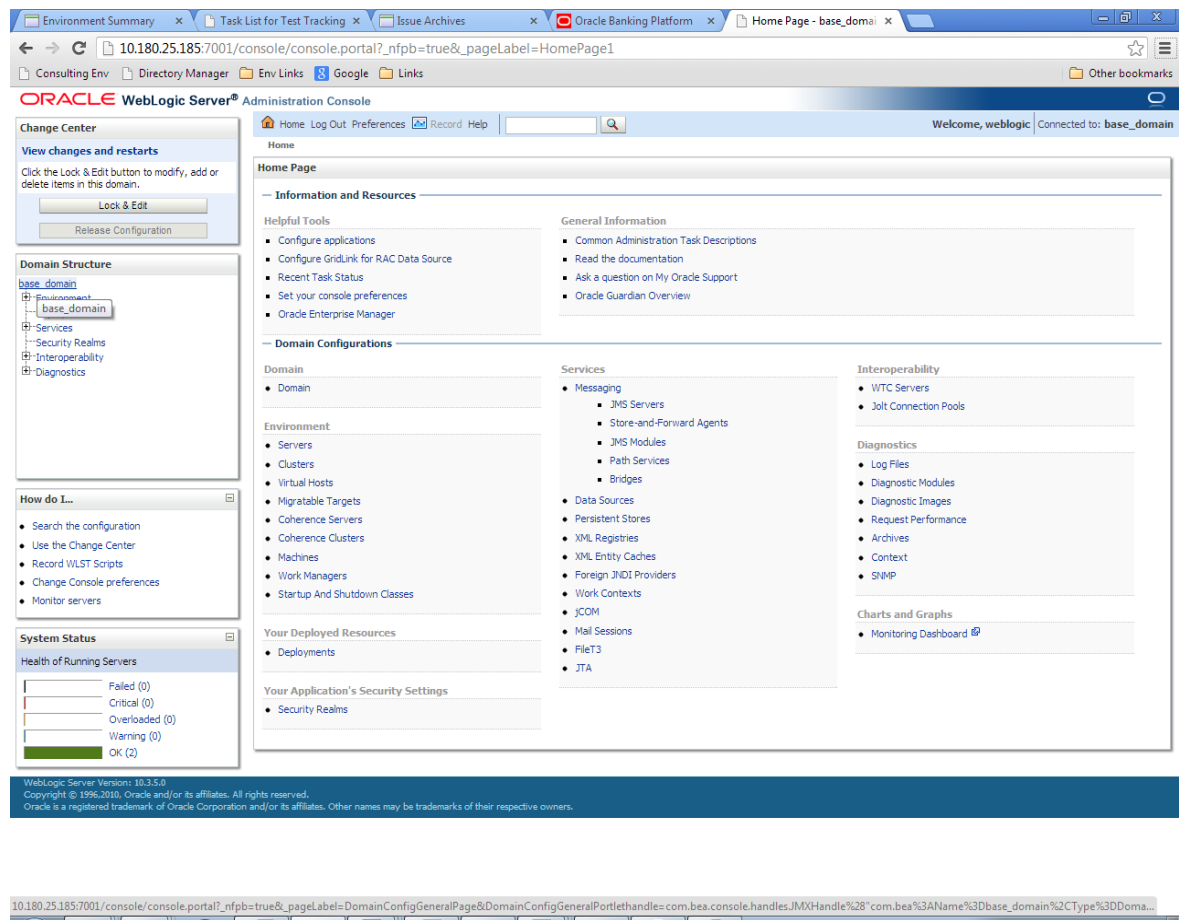 Environment Summary
Task List for Test Tracking
Issue Archives
Oracle Banking Platform
Home Page - base_domai
10.180.25.185:7001/console/console.portal?_nfpb=true&_pageLabel=HomePage1
Consulting Env Directory Manager Env Links Google Links Other bookmarks
ORACLE WebLogic Server® Administration Console
Change Center
View changes and restarts
Click the Lock & Edit button to modify, add or
delete items in this domain.
Lock & Edit
Release Configuration
Domain Structure
base_domain
Environment
base_domain
Services
Security Realms
Interoperability
Diagnostics
How do I...
Search the configuration
Use the Change Center
Record WLST Scripts
Change Console preferences
Monitor servers
System Status
Health of Running Servers
Failed (0)
Critical (0)
Overloaded (0)
Warning (0)
OK (2)
Home Log Out Preferences Record Help
Welcome, weblogic Connected to: base_domain
Home
Home Page
Information and Resources
Helpful Tools
Configure applications
Configure GridLink for RAC Data Source
Recent Task Status
Set your console preferences
Oracle Enterprise Manager
General Information
Common Administration Task Descriptions
Read the documentation
Ask a question on My Oracle Support
Oracle Guardian Overview
Domain Configurations
Domain
Domain
Environment
Servers
Clusters
Virtual Hosts
Migratable Targets
Coherence Servers
Coherence Clusters
Machines
Work Managers
Startup And Shutdown Classes
Your Deployed Resources
Deployments
Your Application's Security Settings
Security Realms
Services
Messaging
JMS Servers
Store-and-Forward Agents
JMS Modules
Path Services
Bridges
Data Sources
Persistent Stores
XML Registries
XML Entity Caches
Foreign JNDI Providers
Work Contexts
jCOM
Mail Sessions
FileT3
JTA
Interoperability
WTC Servers
Jolt Connection Pools
Diagnostics
Log Files
Diagnostic Modules
Diagnostic Images
Request Performance
Archives
Context
SNMP
Charts and Graphs
Monitoring Dashboard
WebLogic Server Version: 10.3.5.0
Copyright © 1996,2010, Oracle and/or its affiliates. All rights reserved.
Oracle is a registered trademark of Oracle Corporation and/or its affiliates. Other names may be trademarks of their respective owners.
10.180.25.185:7001/console/console.portal?_nfpb=true&_pageLabel=DomainConfigGeneralPage&DomainConfigGeneralPortlethandle=com.bea.console.handles.JMXHandle%28"com.bea%3AName%3Dbase_domain%2CType%3DDoma...